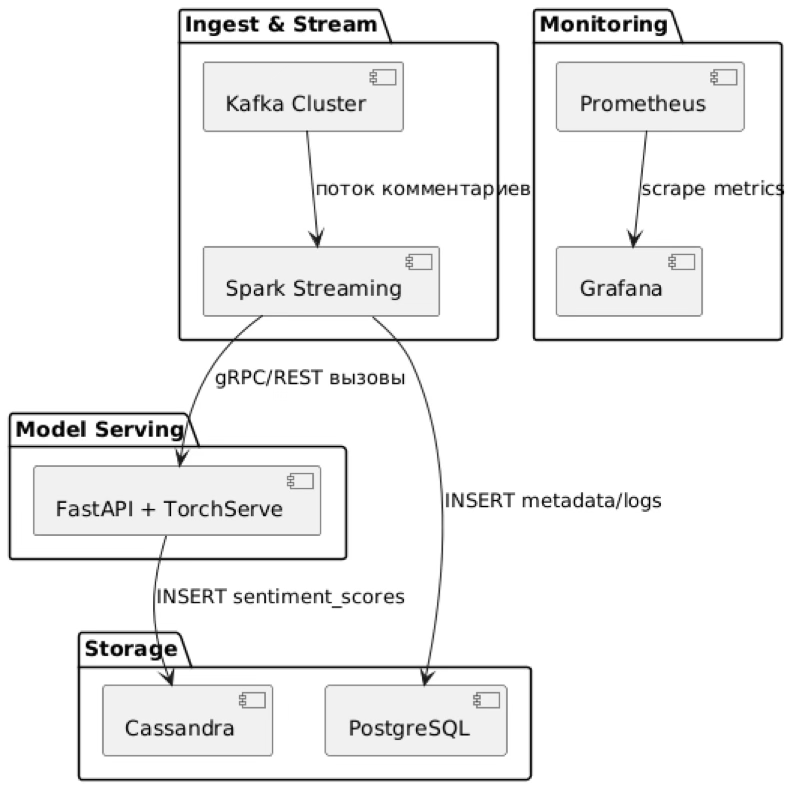 Ingest & Stream
Kafka Cluster
поток комментариев
Spark Streaming
Monitoring
Prometheus
scrape metrics
Grafana
gRPC/REST вызовы
Model Serving
FastAPI + TorchServe
INSERT metadata/logs
INSERT sentiment_scores
Storage
Cassandra
PostgreSQL